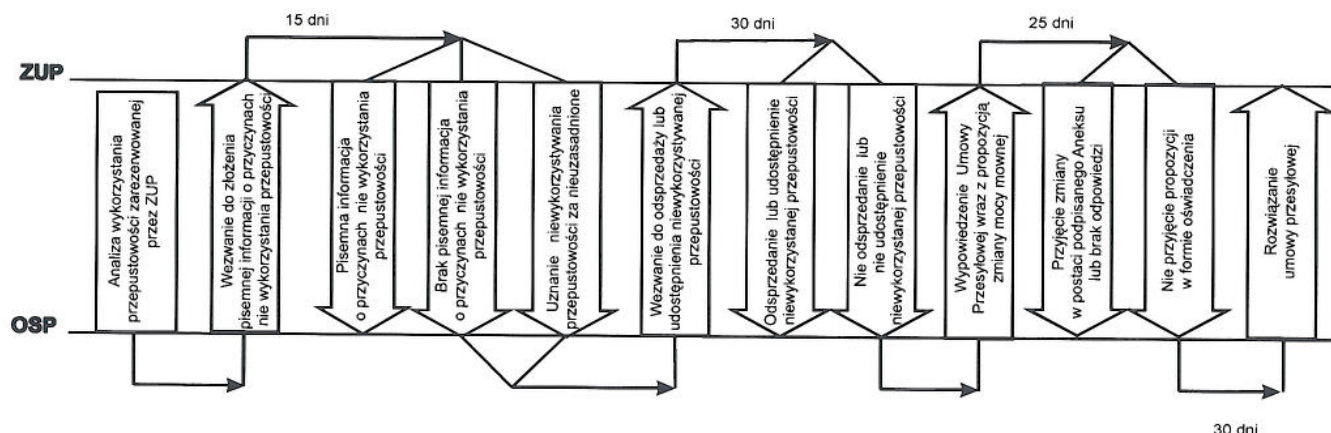 15 dni
30 dni
25 dni
ZUP
Analiza wykorzystania
przepustowości zarezerwowanej
przez ZUP
Wezwanie do złożenia
pisemnej informacji o przyczynach
nie wykorzystania przepustowości
Pisemna informacja
o przyczynach nie wykorzystania
przepustowości
Brak pisemnej informacja
o przyczynach nie wykorzystania
przepustowości
Uznanie niewykorzystywania
przepustowości za nieuzasadnione
Wezwanie do odsprzedaży lub
udostępnienia niewykorzystywanej
przepustowości
Odsprzedanie lub udostępnienie
niewykorzystanej przepustowości
Nie odsprzedanie lub
nie udostępnienie
niewykorzystanej przepustowości
Wypowiedzenie Umowy
Przesyłowej wraz z propozycją
zmiany mocy mownej
Przyjęcie zmiany
w postaci podpisanego Aneksu
lub brak odpowiedzi
Nie przyjęcie propozycji
w formie oświadczenia
Rozwiązanie
umowy przesyłowej
OSP
30 dni